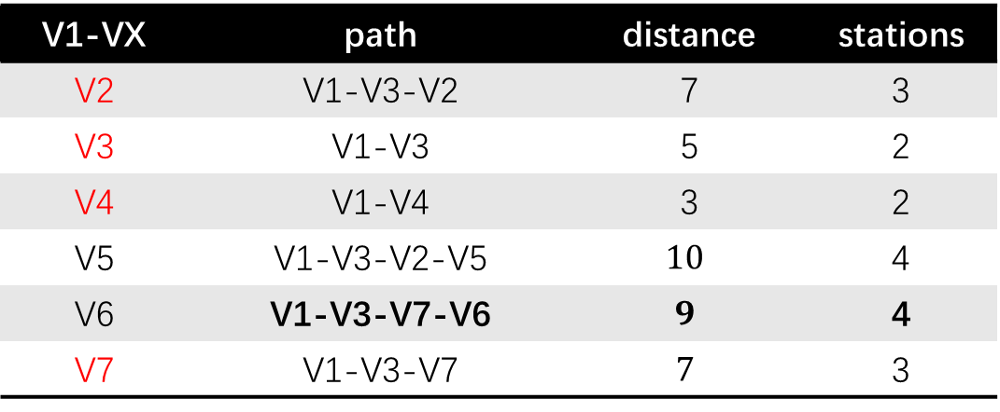 V1-VX path distance stations
V2 V1-V3-V2 7 3
V3 V1-V3 5 2
V4 V1-V4 3 2
V5 V1-V3-V2-V5 10 4
V6 V1-V3-V7-V6 9 4
V7 V1-V3-V7 7 3